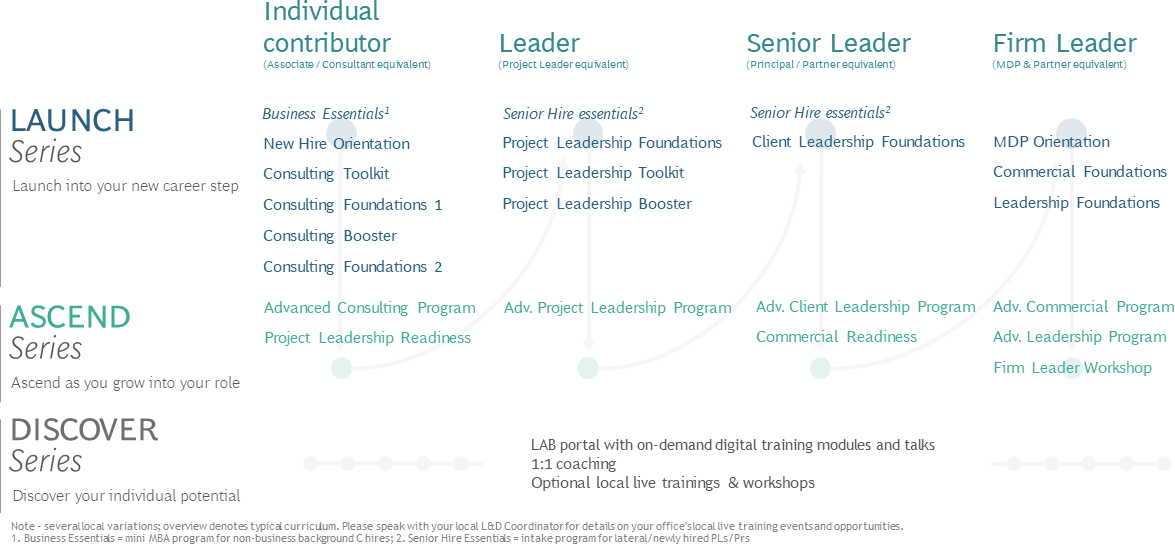 Individual
contributor
(Associate / Consultant equivalent)
Leader
(Project Leader equivalent)
Senior Leader
(Principal / Partner equivalent)
Firm Leader
(MDP & Partner equivalent)
LAUNCH
Series
Launch into your new career step
Business Essentials¹
New Hire Orientation
Consulting Toolkit
Consulting Foundations 1
Consulting Booster
Consulting Foundations 2
Senior Hire essentials²
Project Leadership Foundations
Project Leadership Toolkit
Project Leadership Booster
Senior Hire essentials²
Client Leadership Foundations
MDP Orientation
Commercial Foundations
Leadership Foundations
ASCEND
Series
Ascend as you grow into your role
Advanced Consulting Program
Project Leadership Readiness
Adv. Project Leadership Program
Adv. Client Leadership Program
Commercial Readiness
Adv. Commercial Program
Adv. Leadership Program
Firm Leader Workshop
DISCOVER
Series
Discover your individual potential
LAB portal with on-demand digital training modules and talks
1:1 coaching
Optional local live trainings & workshops
Note – several local variations; overview denotes typical curriculum. Please speak with your local L&D Coordinator for details on your office's local live training events and opportunities.
1. Business Essentials = mini MBA program for non-business background C hires; 2. Senior Hire Essentials = intake program for lateral/newly hired PLs/Prs